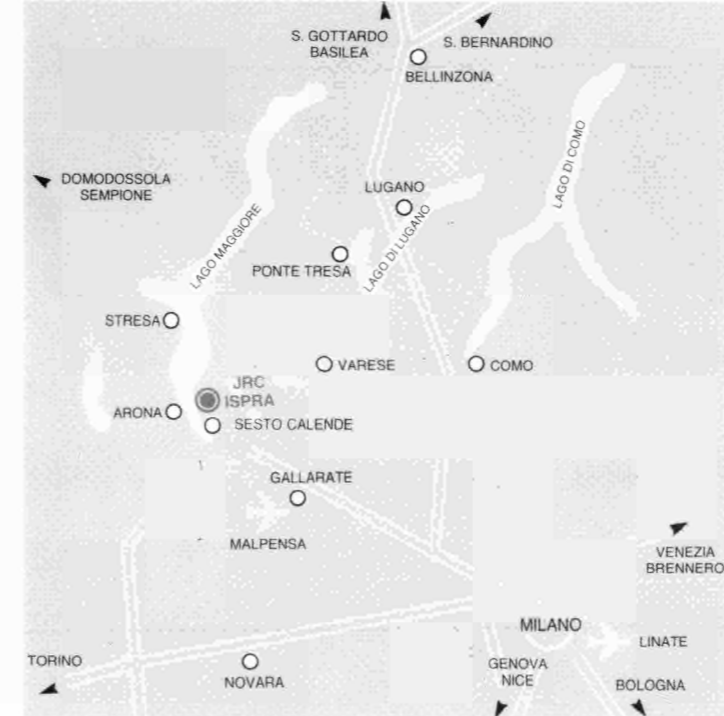 S. GOTTARDO
BASILEA
S. BERNARDINO
BELLINZONA
DOMODOSSOLA
SEMPIONE
LAGO MAGGIORE
LUGANO
LAGO DI LUGANO
LAGO DI COMO
PONTE TRESA
STRESA
VARESE
COMO
JRC
ISPRA
ARONA
SESTO CALENDE
GALLARATE
MALPENSA
VENEZIA
BRENNERO
MILANO
LINATE
TORINO
NOVARA
GENOVA
NICE
BOLOGNA